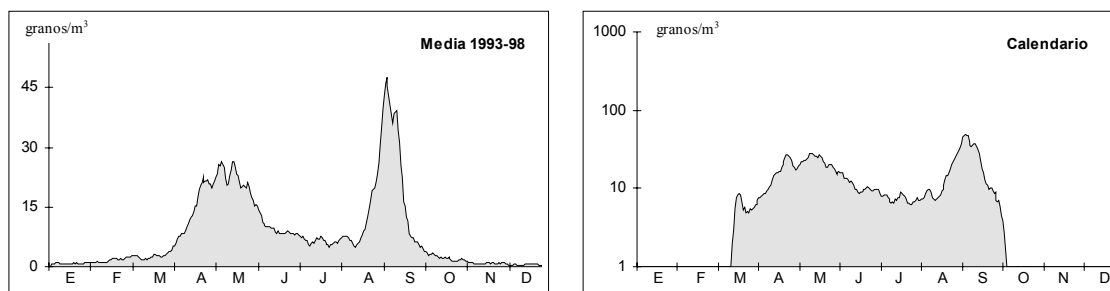 granos/m³
Media 1993-98
45
30
15
0
E F M A M J J A S O N D
granos/m³
Calendario
1000
100
10
1
E F M A M J J A S O N D